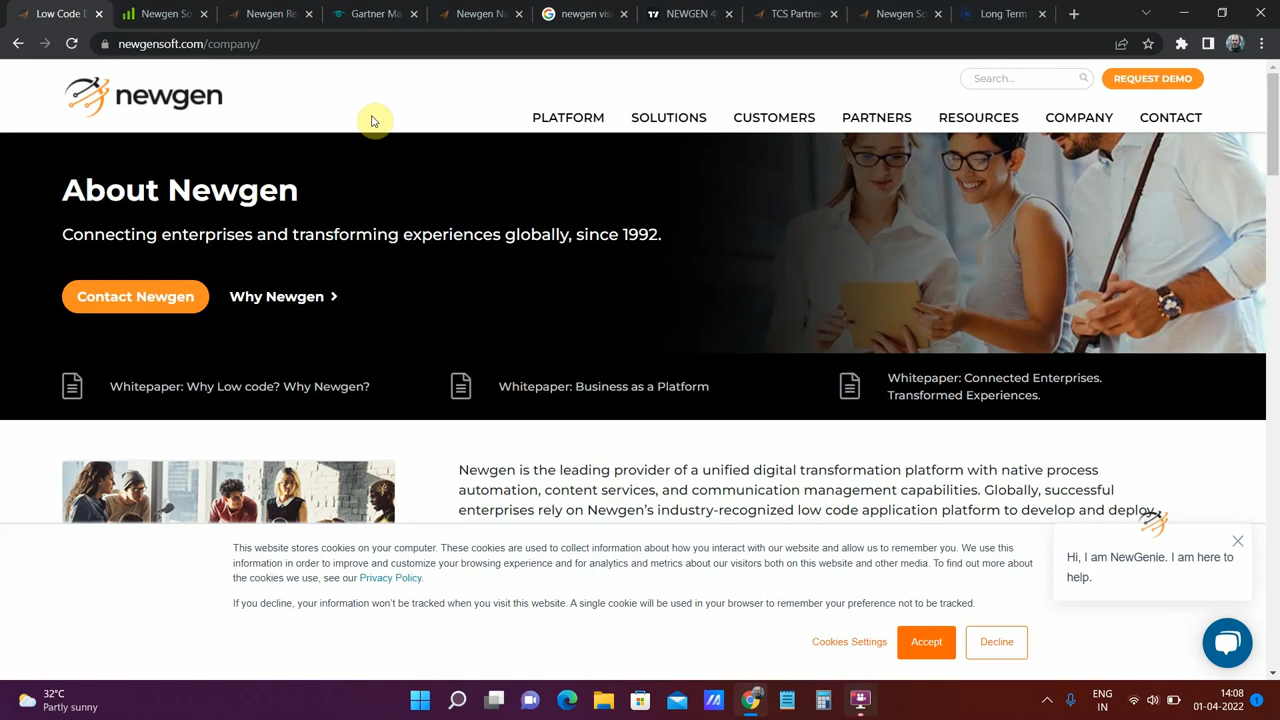 Low Code D
Newgen So
Newgen Re
Gartner Ma
Newgen Na
newgen visi
NEWGEN 4
TCS Partner
Newgen So
Long Term
newgensoft.com/company/
newgen
Search...
REQUEST DEMO
PLATFORM SOLUTIONS CUSTOMERS PARTNERS RESOURCES COMPANY CONTACT
About Newgen
Connecting enterprises and transforming experiences globally, since 1992.
Contact Newgen
Why Newgen
Whitepaper: Why Low code? Why Newgen?
Whitepaper: Business as a Platform
Whitepaper: Connected Enterprises.
Transformed Experiences.
Newgen is the leading provider of a unified digital transformation platform with native process
automation, content services, and communication management capabilities. Globally, successful
enterprises rely on Newgen's industry-recognized low code application platform to develop and deploy
This website stores cookies on your computer. These cookies are used to collect information about how you interact with our website and allow us to remember you. We use this
information in order to improve and customize your browsing experience and for analytics and metrics about our visitors both on this website and other media. To find out more about
the cookies we use, see our Privacy Policy.
If you decline, your information won't be tracked when you visit this website. A single cookie will be used in your browser to remember your preference not to be tracked.
Cookies Settings
Accept
Decline
Hi, I am NewGenie. I am here to
help.
32°C
Partly sunny
ENG
IN
14:08
01-04-2022
1